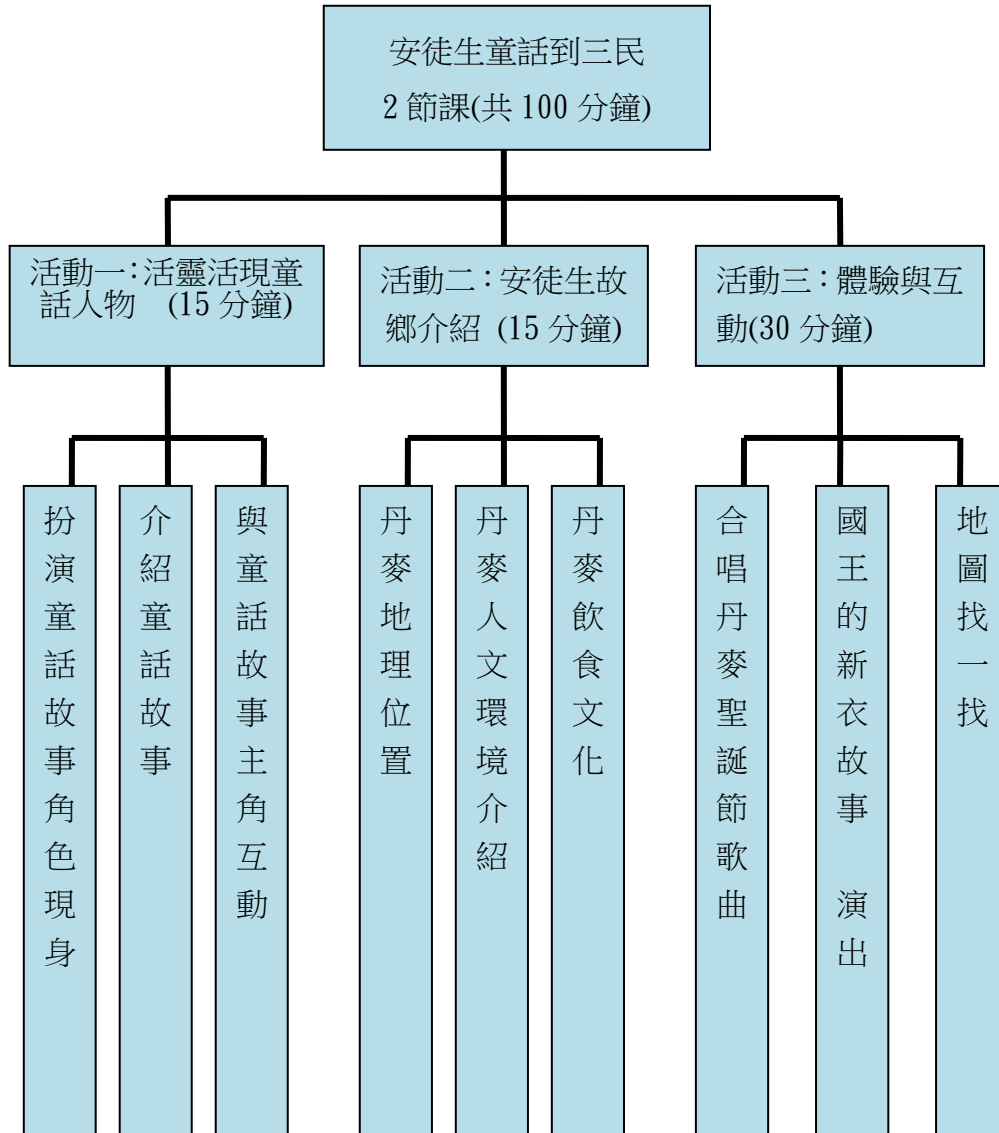 安徒生童話到三民
2 節課(共 100 分鐘)
活動一：活靈活現童
話人物 (15 分鐘)
活動二：安徒生故
鄉介紹 (15 分鐘)
活動三：體驗與互
動(30 分鐘)
扮演童話故事角色現身
介紹童話故事
與童話故事主角互動
丹麥地理位置
丹麥人文環境介紹
丹麥飲食文化
合唱丹麥聖誕節歌曲
國王的新衣故事 演出
地圖找一找